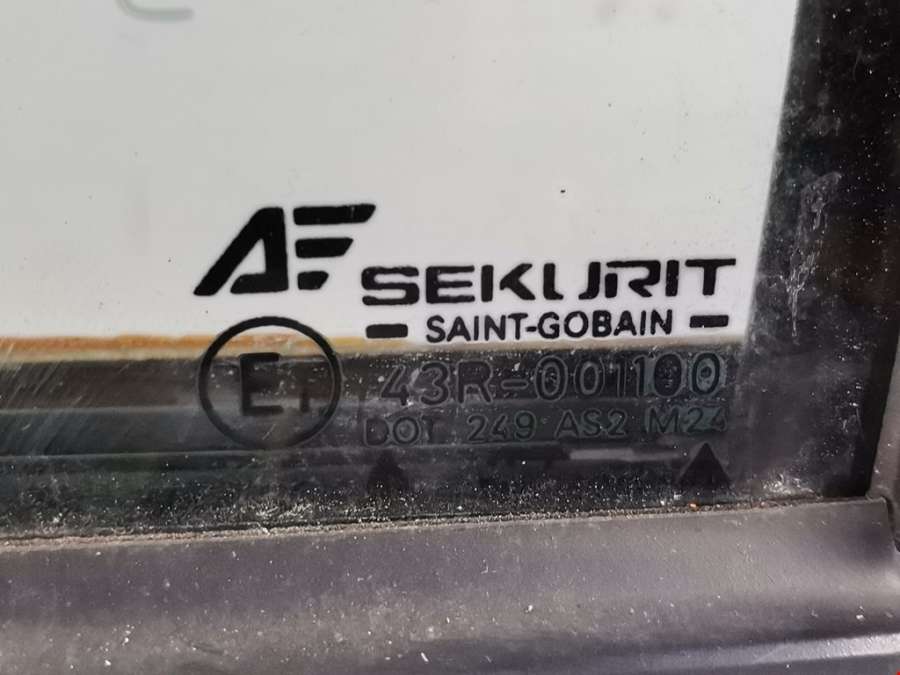 AF SEKURIT
SAINT-GOBAIN
E1 43R-001100
DOT 249 AS2 M24